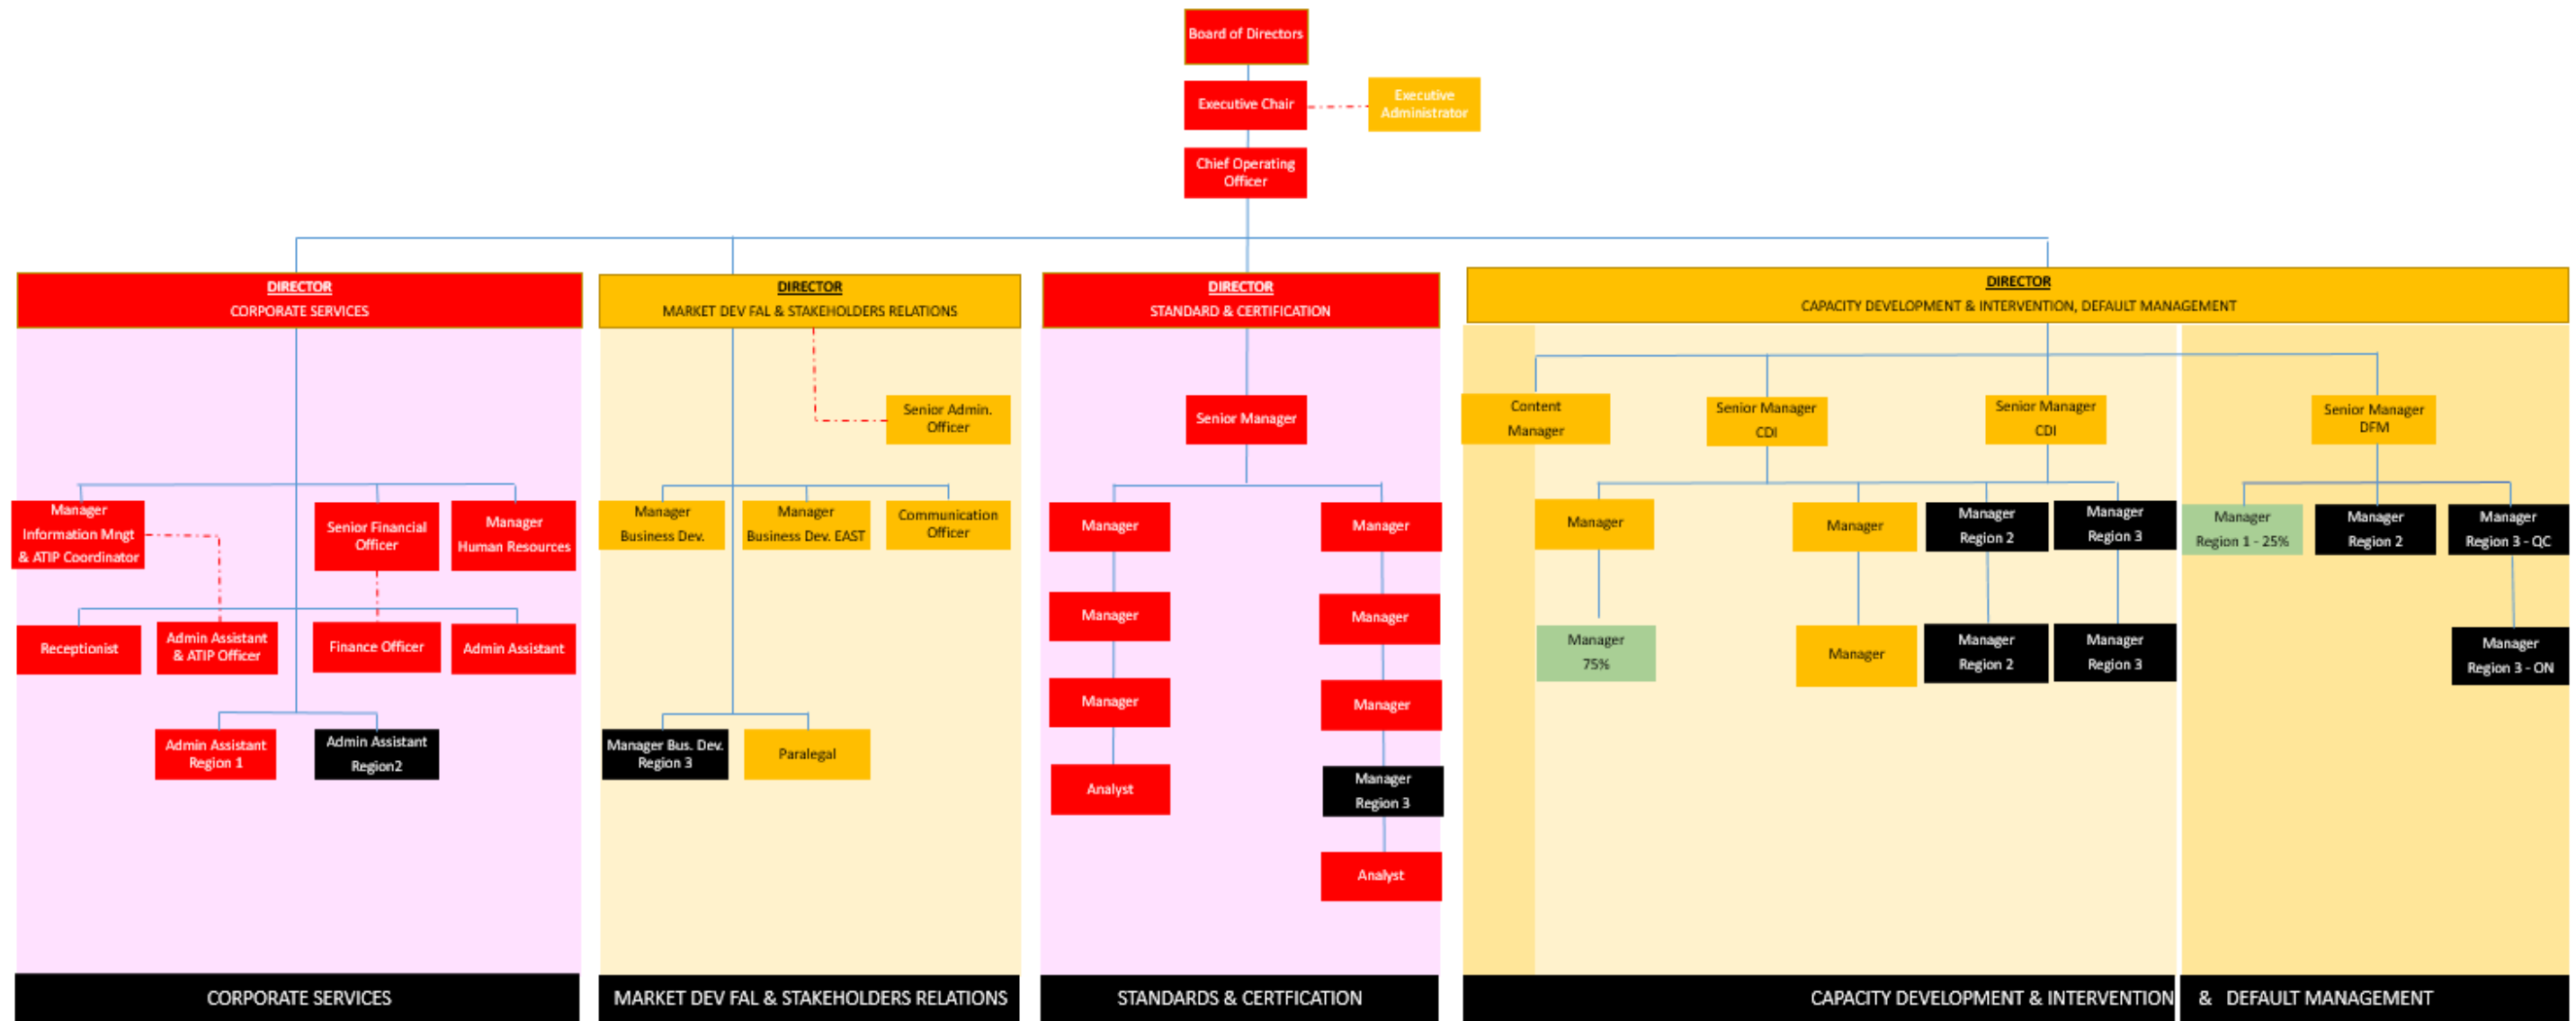 Board of Directors
Executive Chair
Executive
Administrator
Chief Operating
Officer
DIRECTOR
CORPORATE SERVICES
DIRECTOR
MARKET DEV FAL & STAKEHOLDERS RELATIONS
DIRECTOR
STANDARD & CERTIFICATION
DIRECTOR
CAPACITY DEVELOPMENT & INTERVENTION, DEFAULT MANAGEMENT
Manager
Information Mngt
& ATIP Coordinator
Senior Financial
Officer
Manager
Human Resources
Receptionist
Admin Assistant
& ATIP Officer
Finance Officer
Admin Assistant
Admin Assistant
Region 1
Admin Assistant
Region2
Senior Admin.
Officer
Manager
Business Dev.
Manager
Business Dev. EAST
Communication
Officer
Manager Bus. Dev.
Region 3
Paralegal
Senior Manager
Manager
Manager
Manager
Manager
Manager
Manager
Analyst
Manager
Region 3
Analyst
Content
Manager
Senior Manager
CDI
Senior Manager
CDI
Senior Manager
DFM
Manager
Manager
Manager
Region 2
Manager
Region 3
Manager
Region 1 - 25%
Manager
Region 2
Manager
Region 3 - QC
Manager
75%
Manager
Manager
Region 2
Manager
Region 3
Manager
Region 3 - ON
CORPORATE SERVICES
MARKET DEV FAL & STAKEHOLDERS RELATIONS
STANDARDS & CERTFICATION
CAPACITY DEVELOPMENT & INTERVENTION & DEFAULT MANAGEMENT